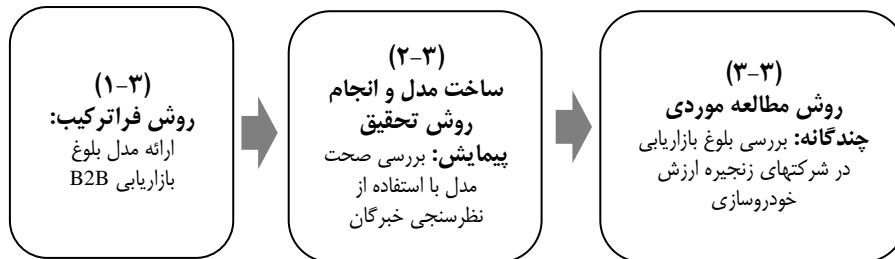 (۳-۱)
روش فراترکیب:
ارائه مدل بلوغ
بازاریابی B2B
(۳-۲)
ساخت مدل و انجام
روش تحقیق
پیمایش: بررسی صحت
مدل با استفاده از
نظرسنجی خبرگان
(۳-۳)
روش مطالعه موردی
چندگانه: بررسی بلوغ بازاریابی
در شرکتهای زنجیره ارزش
خودروسازی